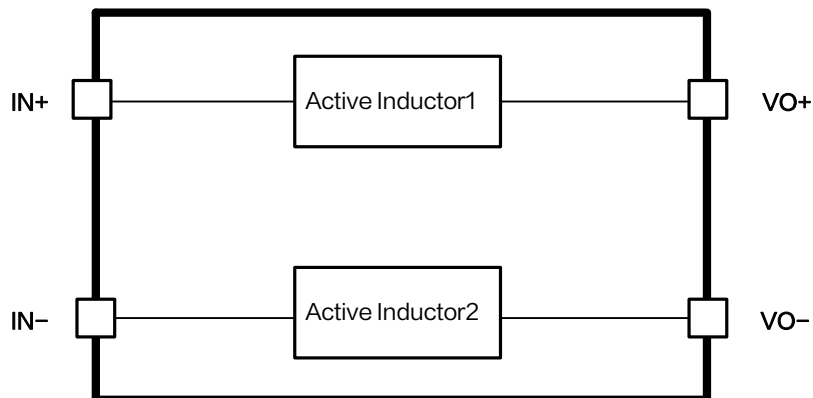 IN+
Active Inductor1
VO+
IN−
Active Inductor2
VO−